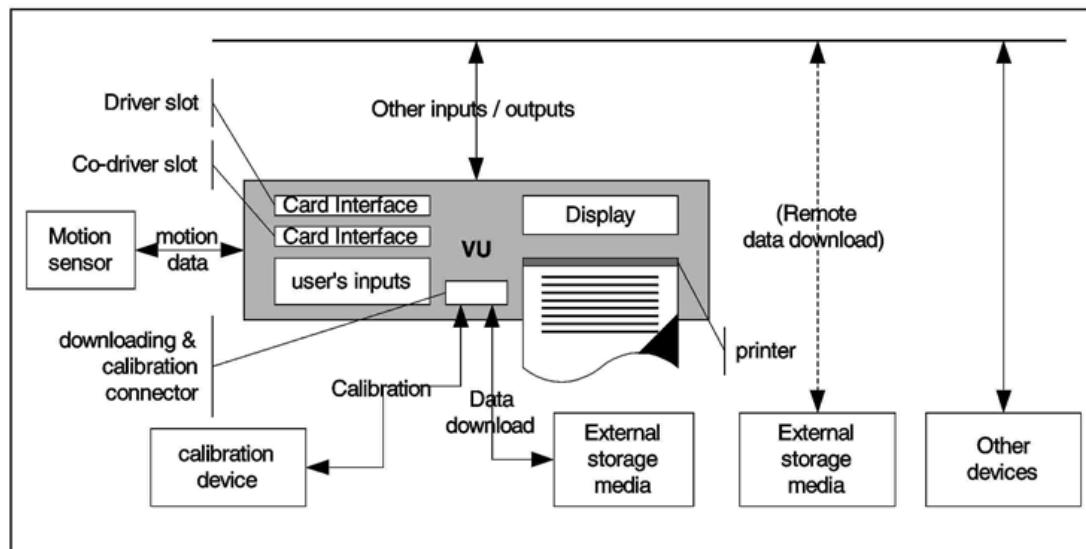 Driver slot
Co-driver slot
Other inputs / outputs
Card Interface
Card Interface
Display
VU
Motion
sensor
motion
data
user's inputs
(Remote
data download)
downloading &
calibration
connector
printer
Calibration
Data
download
calibration
device
External
storage
media
External
storage
media
Other
devices